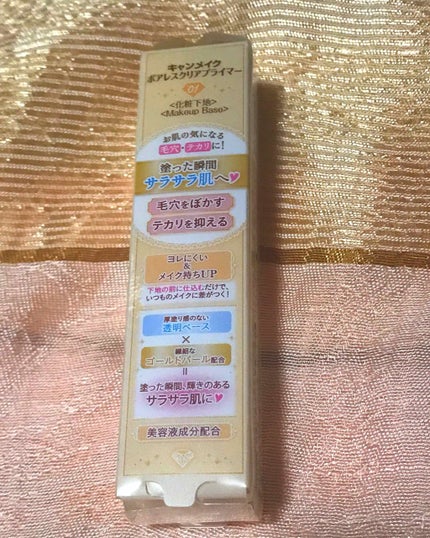 キャンメイク
ポアレスクリアプライマー
01
<化粧下地>
<Makeup Base>
お肌の気になる
毛穴・テカリに!
塗った瞬間
サラサラ肌へ♥
毛穴をぼかす
テカリを抑える
ヨレにくい
&
メイク持ちUP
下地の前に仕込むだけで、
いつものメイクに差がつく!
厚塗り感のない
透明ベース
×
繊細な
ゴールドパール配合
=
塗った瞬間、輝きのある
サラサラ肌に♥
美容液成分配合